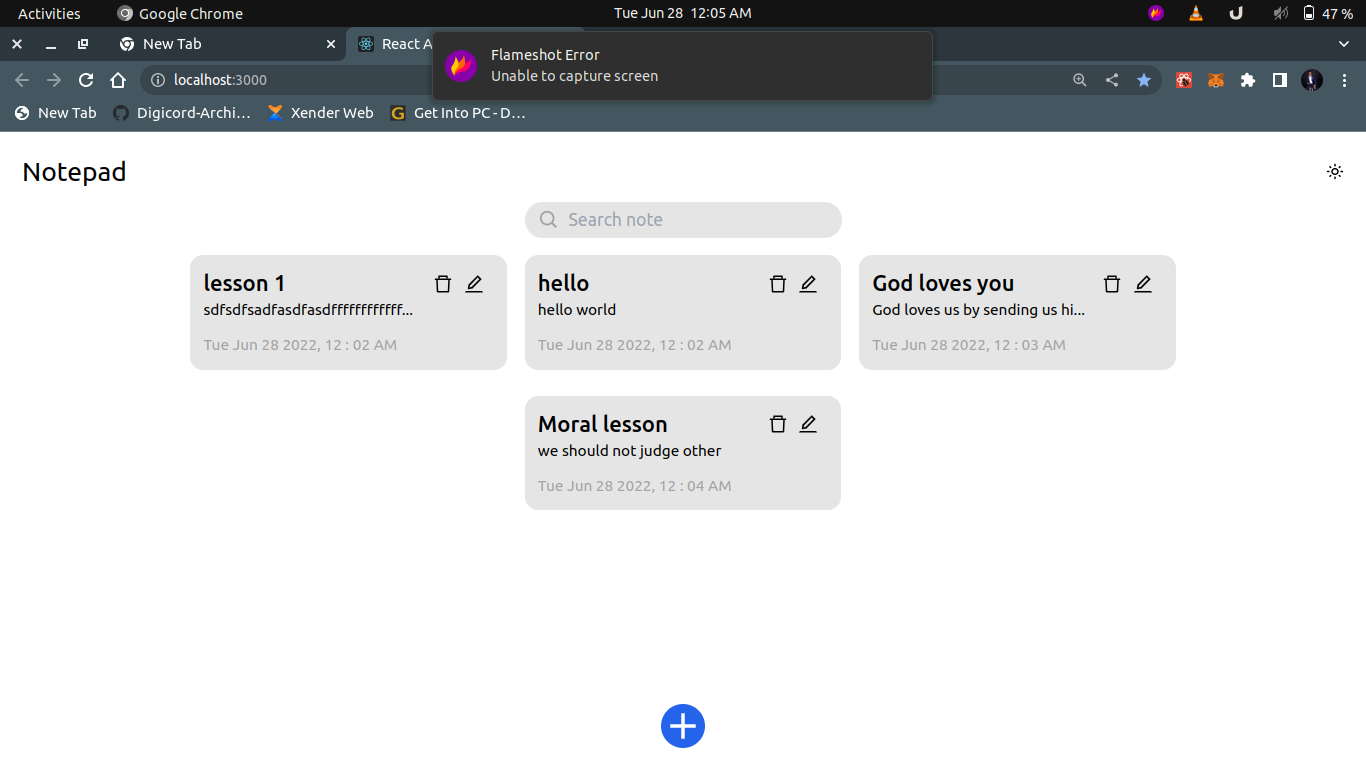 Activities Google Chrome Tue Jun 28 12:05 AM 47 %
New Tab React A
Flameshot Error
Unable to capture screen
localhost:3000
New Tab Digicord-Archi… Xender Web Get Into PC - D…
Notepad
Search note
lesson 1
sdfsdfsadfasdfasdffffffffffff...
Tue Jun 28 2022, 12 : 02 AM
hello
hello world
Tue Jun 28 2022, 12 : 02 AM
God loves you
God loves us by sending us hi...
Tue Jun 28 2022, 12 : 03 AM
Moral lesson
we should not judge other
Tue Jun 28 2022, 12 : 04 AM